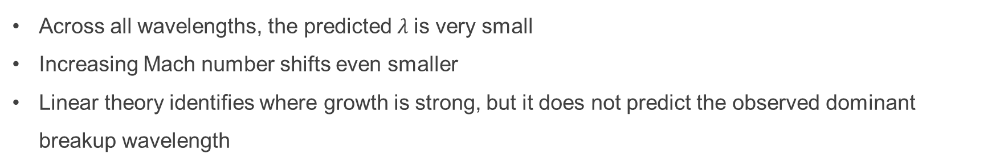 • Across all wavelengths, the predicted λ is very small
• Increasing Mach number shifts even smaller
• Linear theory identifies where growth is strong, but it does not predict the observed dominant
breakup wavelength